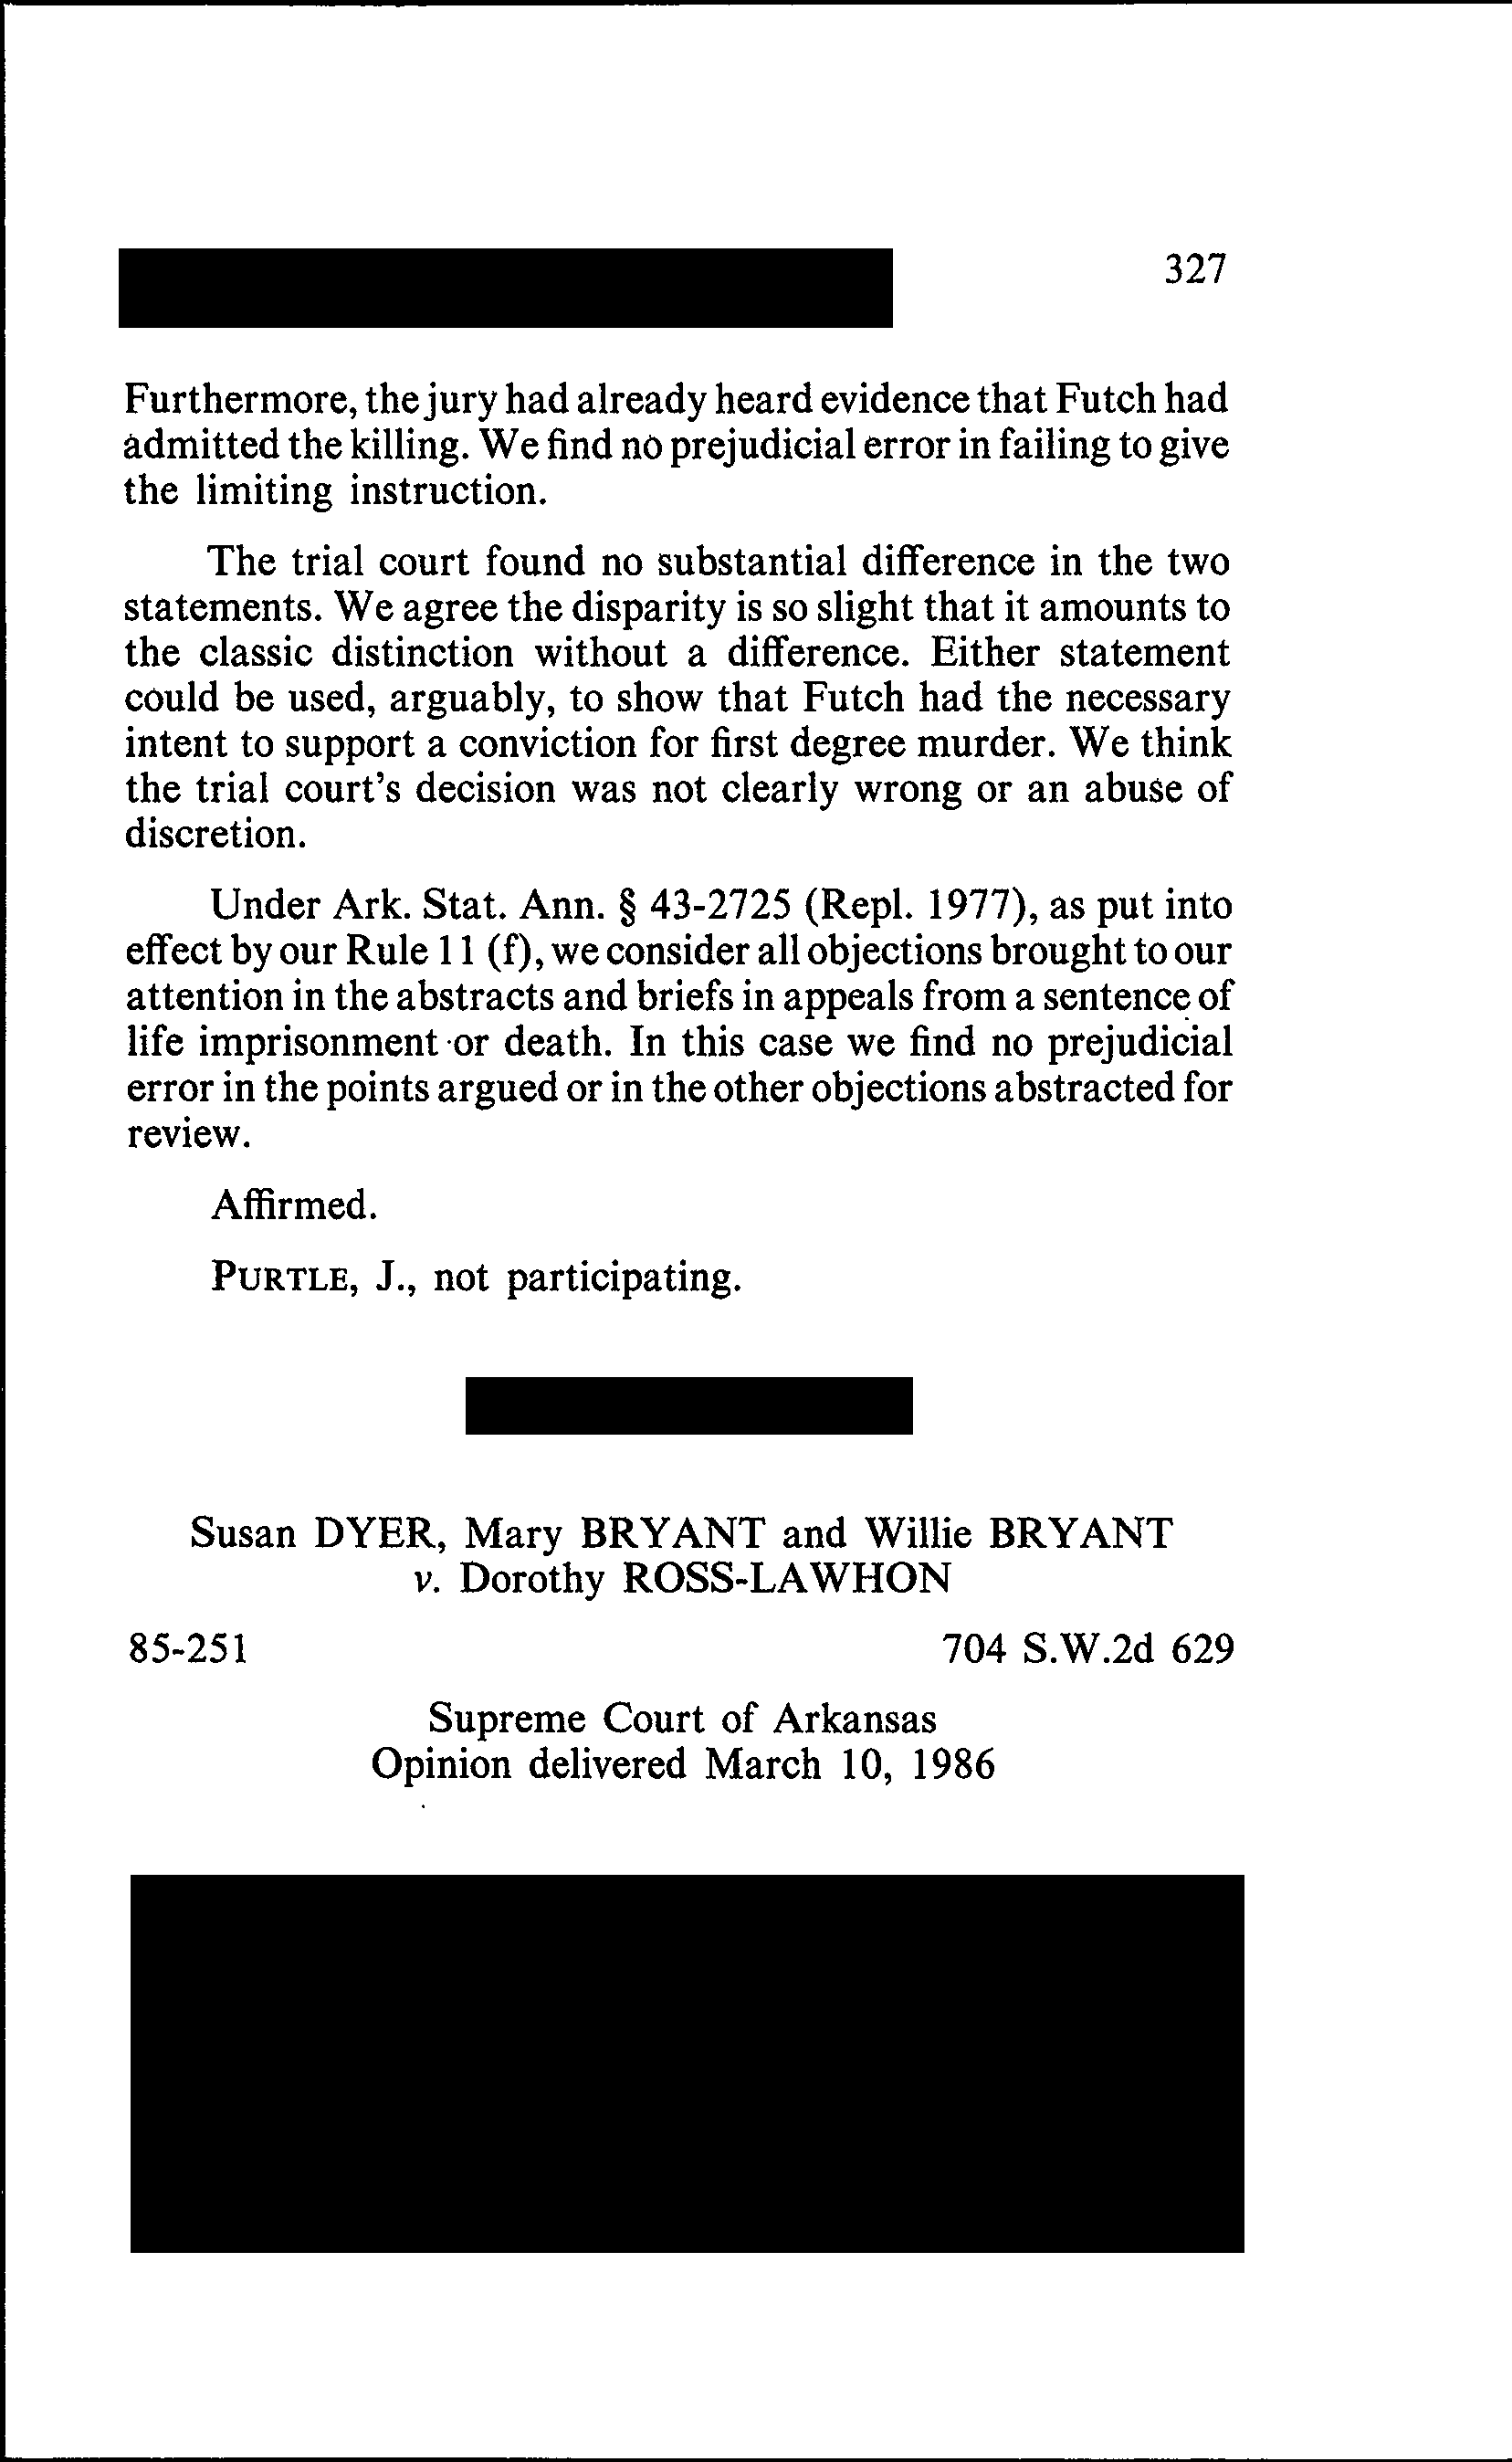 327
Furthermore, the jury had already heard evidence that Futch had
admitted the killing. We find no prejudicial error in failing to give
the limiting instruction.
The trial court found no substantial difference in the two
statements. We agree the disparity is so slight that it amounts to
the classic distinction without a difference. Either statement
could be used, arguably, to show that Futch had the necessary
intent to support a conviction for first degree murder. We think
the trial court's decision was not clearly wrong or an abuse of
discretion.
Under Ark. Stat. Ann. § 43-2725 (Repl. 1977), as put into
effect by our Rule 11 (f), we consider all objections brought to our
attention in the abstracts and briefs in appeals from a sentence of
life imprisonment or death. In this case we find no prejudicial
error in the points argued or in the other objections abstracted for
review.
Affirmed.
PURTLE, J., not participating.
Susan DYER, Mary BRYANT and Willie BRYANT
v. Dorothy ROSS-LAWHON
85-251 704 S.W.2d 629
Supreme Court of Arkansas
Opinion delivered March 10, 1986